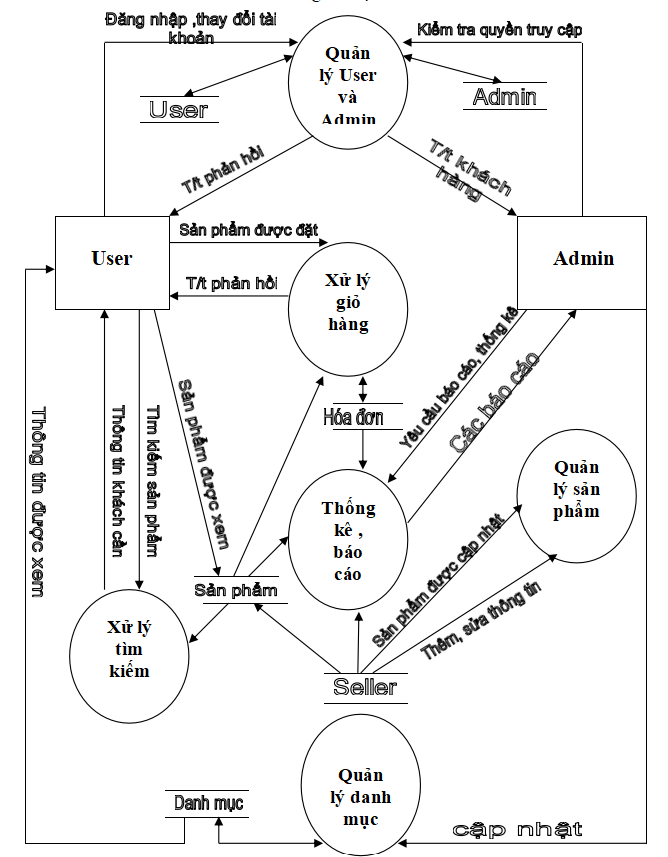 Đăng nhập ,thay đổi tài
khoản
Kiểm tra quyền truy cập
Quản
lý User
và
Admin
User
Admin
T/t phản hồi
T/t khách
hàng
User
Sản phẩm được đặt
Admin
T/t phản hồi
Xử lý
giỏ
hàng
Yêu cầu báo cáo, thống kê
Các báo cáo
Hóa đơn
Thông tin được xem
Thông tin khách cần
Tìm kiếm sản phẩm
Sản phẩm được xem
Quản
lý sản
phẩm
Thống
kê ,
báo
cáo
Sản phẩm được cập nhật
Thêm, sửa thông tin
Sản phẩm
Xử lý
tìm
kiếm
Seller
Quản
lý danh
mục
Danh mục
cập nhật